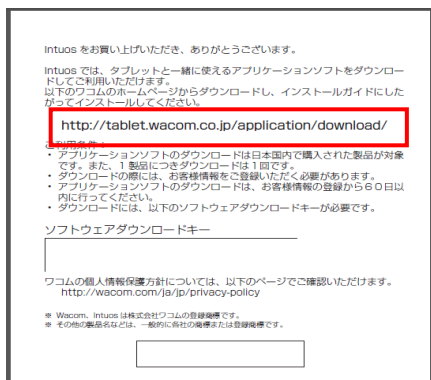 Intuos をお買い上げいただき、ありがとうございます。
Intuos では、タブレットと一緒に使えるアプリケーションソフトをダウンロー
ドしてご利用いただけます。
以下のワコムのホームページからダウンロードし、インストールガイドにした
がってインストールしてください。
http://tablet.wacom.co.jp/application/download/
ご利用条件：
・ アプリケーションソフトのダウンロードは日本国内で購入された製品が対象
です。また、1 製品につきダウンロードは1回です。
・ ダウンロードの際には、お客様情報をご登録いただく必要があります。
・ アプリケーションソフトのダウンロードは、お客様情報の登録から６０日以
内に行ってください。
・ ダウンロードには、以下のソフトウェアダウンロードキーが必要です。
ソフトウェアダウンロードキー
ワコムの個人情報保護方針については、以下のページでご確認いただけます。
http://wacom.com/ja/jp/privacy-policy
※ Wacom、Intuos は株式会社ワコムの登録商標です。
※ その他の製品名などは、一般的に各社の商標または登録商標です。